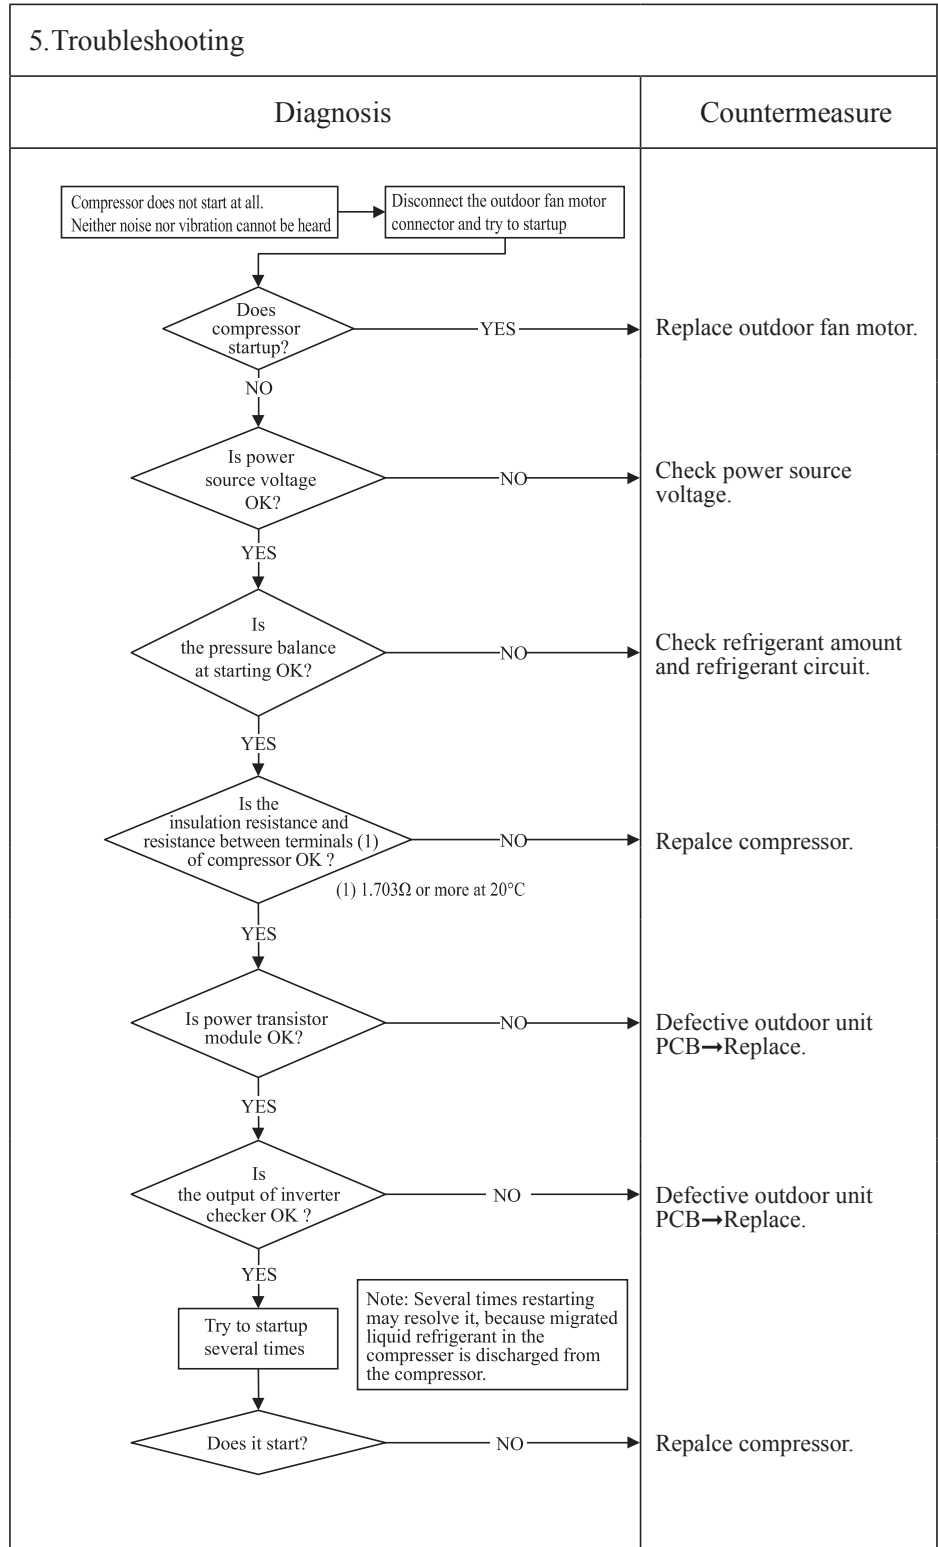 5.Troubleshooting
Diagnosis
Countermeasure
Compressor does not start at all.
Neither noise nor vibration cannot be heard
Disconnect the outdoor fan motor
connector and try to startup
Does
compressor
startup?
YES
Replace outdoor fan motor.
NO
Is power
source voltage
OK?
NO
Check power source
voltage.
YES
Is
the pressure balance
at starting OK?
NO
Check refrigerant amount
and refrigerant circuit.
YES
Is the
insulation resistance and
resistance between terminals (1)
of compressor OK ?
NO
Repalce compressor.
(1) 1.703Ω or more at 20°C
YES
Is power transistor
module OK?
NO
Defective outdoor unit
PCB→Replace.
YES
Is
the output of inverter
checker OK ?
NO
Defective outdoor unit
PCB→Replace.
YES
Try to startup
several times
Note: Several times restarting
may resolve it, because migrated
liquid refrigerant in the
compresser is discharged from
the compressor.
Does it start?
NO
Repalce compressor.